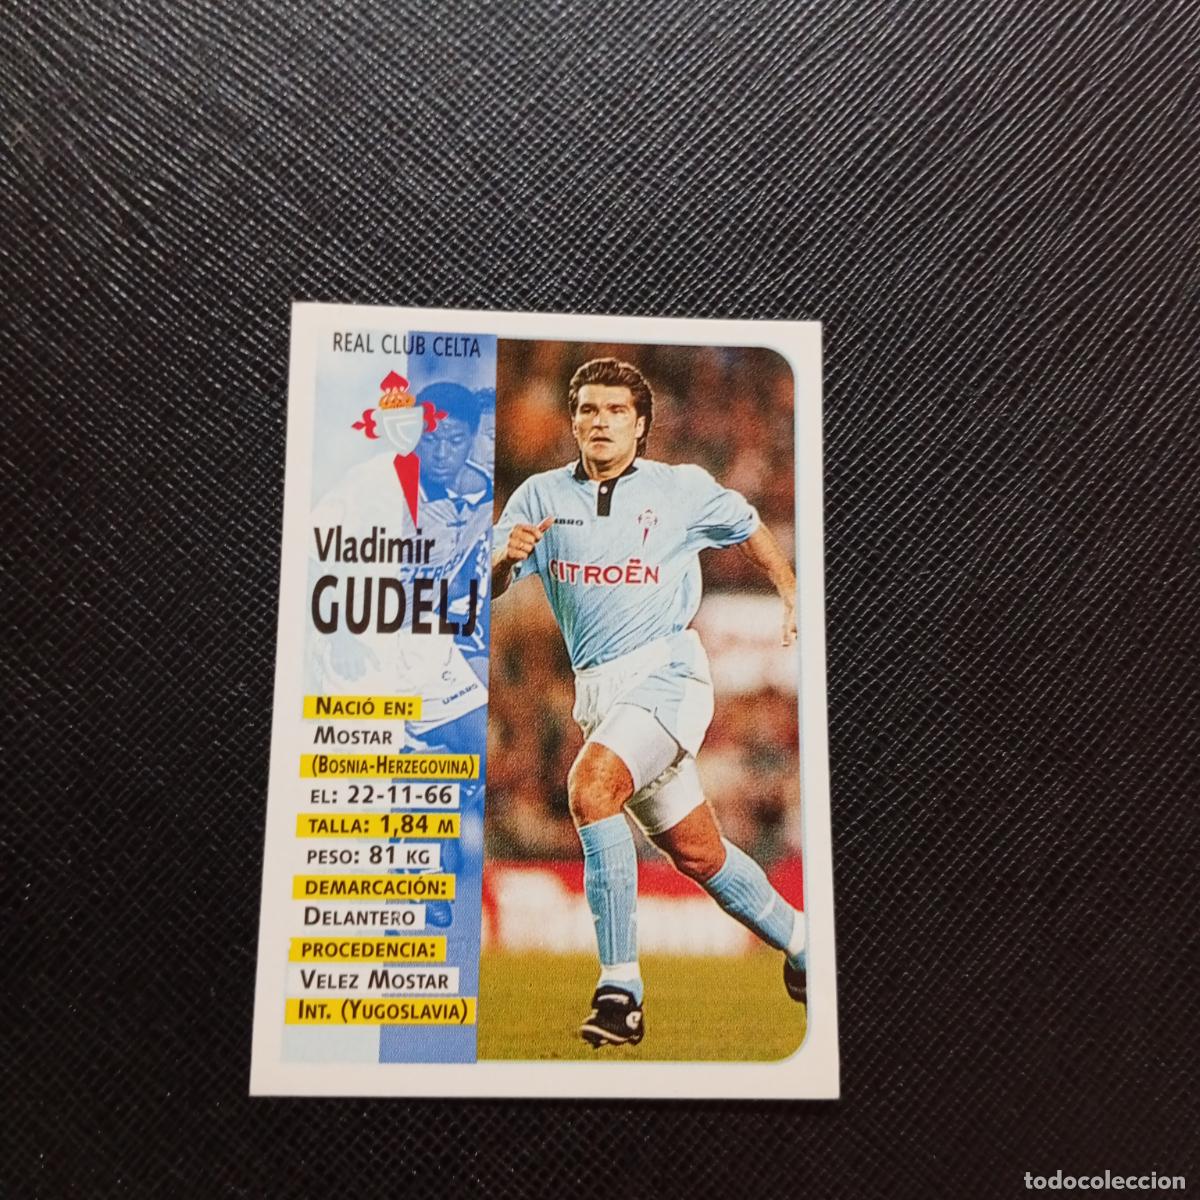 REAL CLUB CELTA
Vladimir
GUDELJ
NACIÓ EN:
MOSTAR
(BOSNIA-HERZEGOVINA)
EL: 22-11-66
TALLA: 1,84 M
PESO: 81 KG
DEMARCACIÓN:
DELANTERO
PROCEDENCIA:
VELEZ MOSTAR
INT. (YUGOSLAVIA)
CITROËN
UMBRO
todocoleccion